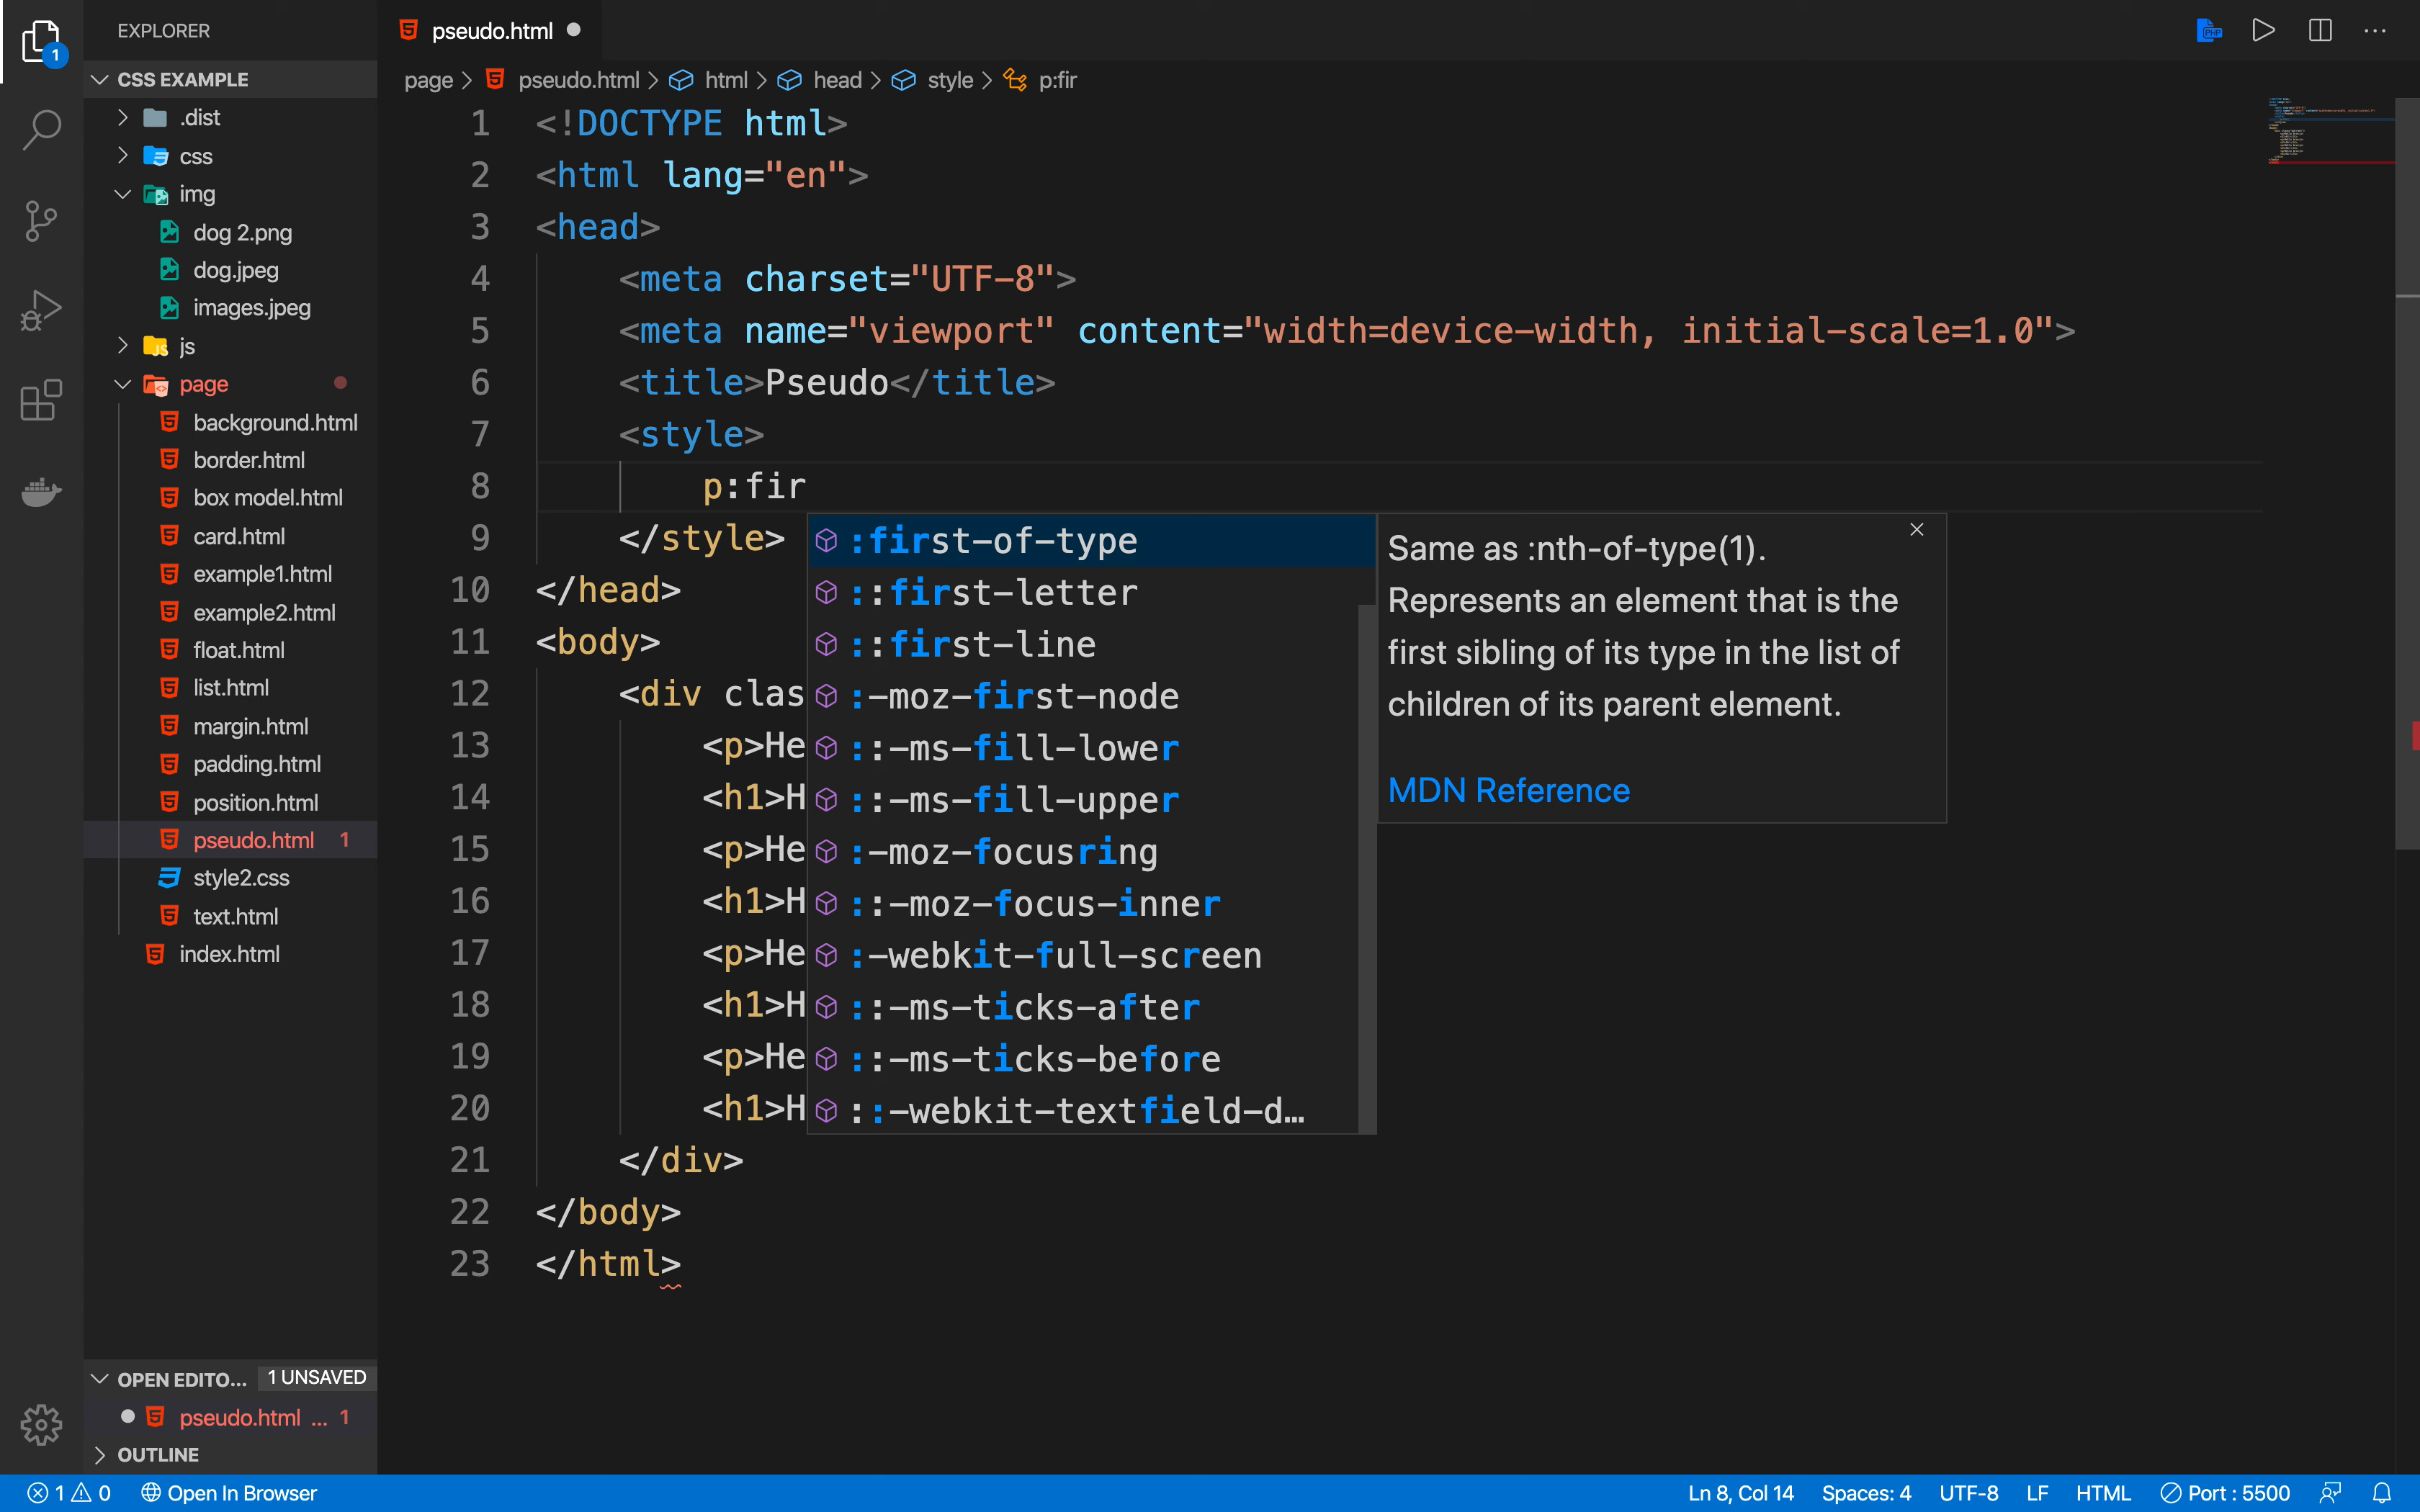 EXPLORER
1
CSS EXAMPLE
.dist
css
img
dog 2.png
dog.jpeg
images.jpeg
js
page
background.html
border.html
box model.html
card.html
example1.html
example2.html
float.html
list.html
margin.html
padding.html
position.html
pseudo.html 1
style2.css
text.html
index.html
OPEN EDITO... 1 UNSAVED
pseudo.html ... 1
OUTLINE
pseudo.html
PHP
page > pseudo.html > html > head > style > p:fir
1 <!DOCTYPE html>
2 <html lang="en">
3 <head>
4 <meta charset="UTF-8">
5 <meta name="viewport" content="width=device-width, initial-scale=1.0">
6 <title>Pseudo</title>
7 <style>
8 p:fir
9 </style>
10 </head>
11 <body>
12 <div clas
13 <p>He
14 <h1>H
15 <p>He
16 <h1>H
17 <p>He
18 <h1>H
19 <p>He
20 <h1>H
21 </div>
22 </body>
23 </html>
:first-of-type
::first-letter
::first-line
:-moz-first-node
::-ms-fill-lower
::-ms-fill-upper
:-moz-focusring
::-moz-focus-inner
:-webkit-full-screen
::-ms-ticks-after
::-ms-ticks-before
::-webkit-textfield-d...
Same as :nth-of-type(1).
Represents an element that is the
first sibling of its type in the list of
children of its parent element.
MDN Reference
1 0 Open In Browser
Ln 8, Col 14 Spaces: 4 UTF-8 LF HTML Port : 5500